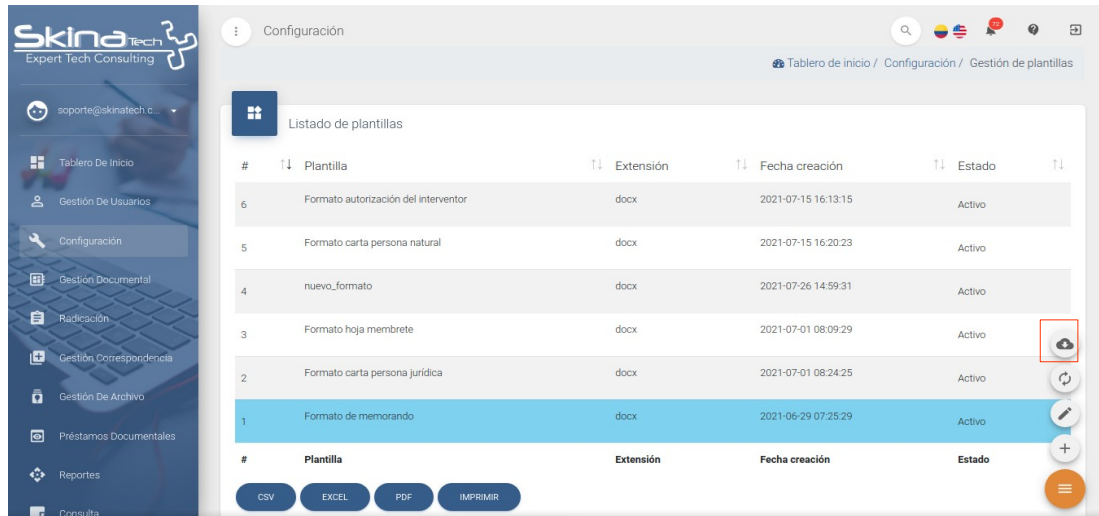 Skina Tech
Expert Tech Consulting
Configuración
72
Tablero de inicio / Configuración / Gestión de plantillas
soporte@skinatech.c...
Tablero De Inicio
Gestión De Usuarios
Configuración
Gestión Documental
Radicación
Gestión Correspondencia
Gestión De Archivo
Préstamos Documentales
Reportes
Consulta
Listado de plantillas
# Plantilla Extensión Fecha creación Estado
6 Formato autorización del interventor docx 2021-07-15 16:13:15 Activo
5 Formato carta persona natural docx 2021-07-15 16:20:23 Activo
4 nuevo_formato docx 2021-07-26 14:59:31 Activo
3 Formato hoja membrete docx 2021-07-01 08:09:29 Activo
2 Formato carta persona jurídica docx 2021-07-01 08:24:25 Activo
1 Formato de memorando docx 2021-06-29 07:25:29 Activo
# Plantilla Extensión Fecha creación Estado
CSV EXCEL PDF IMPRIMIR